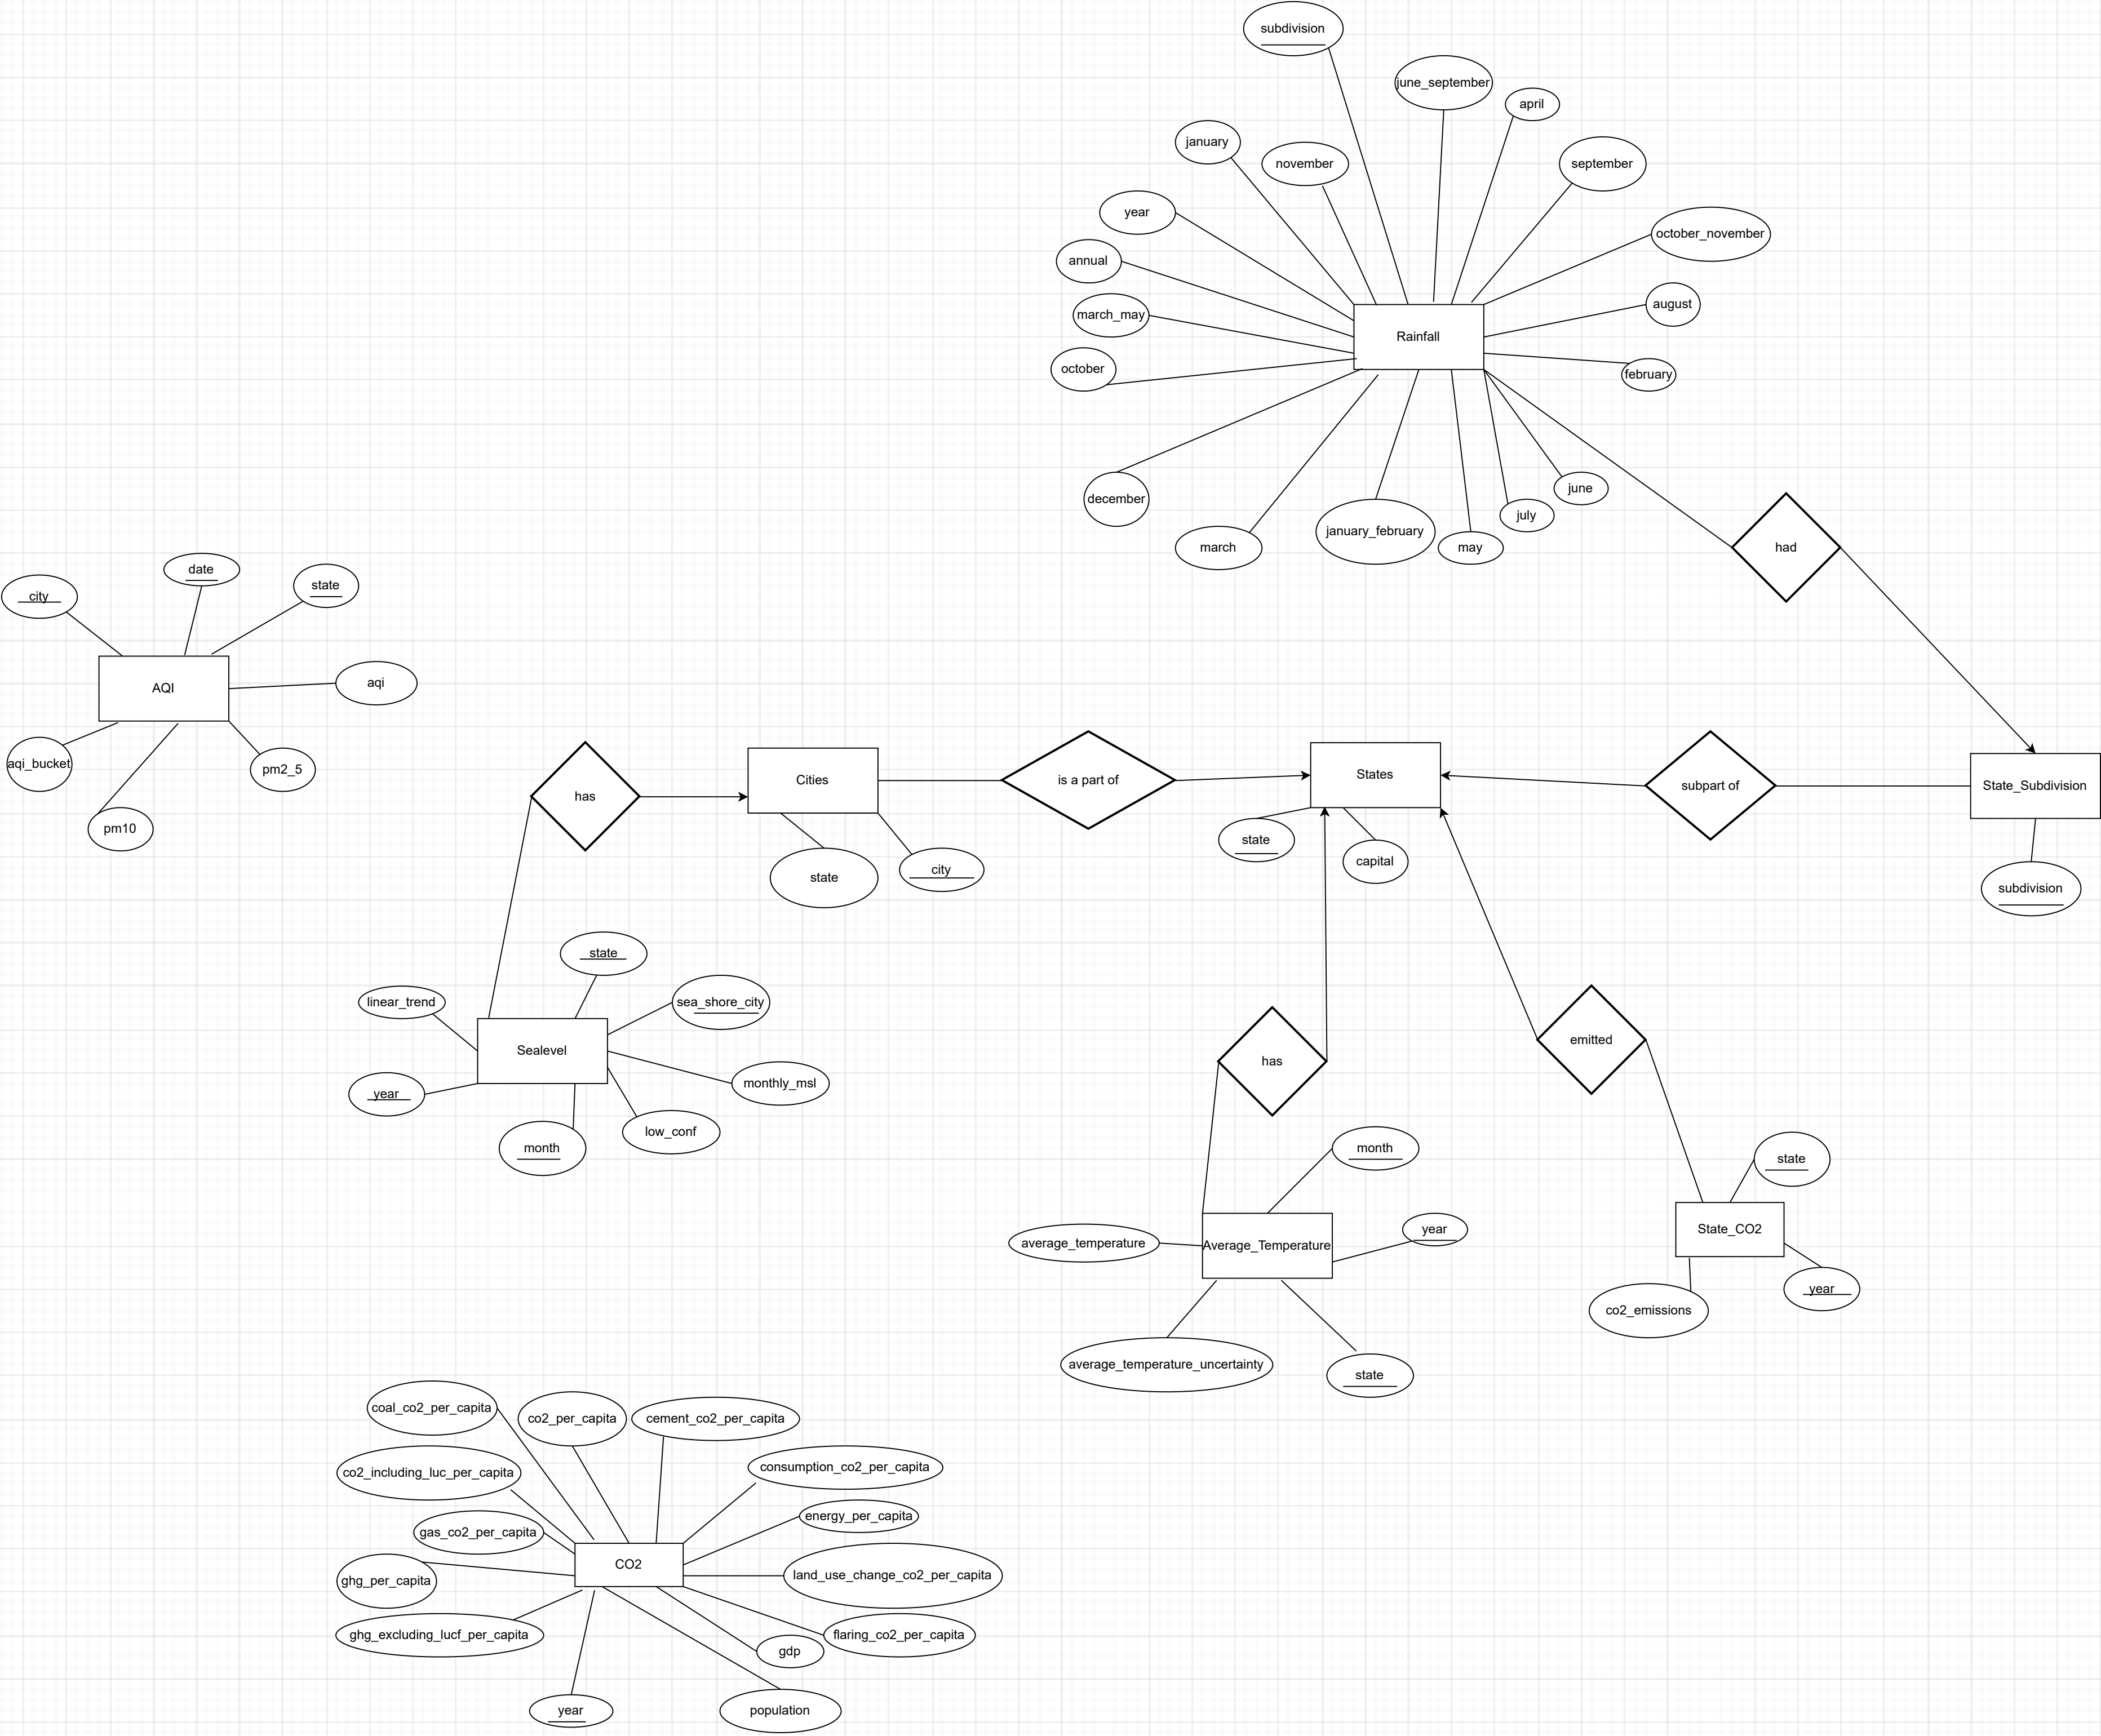 subdivision
june_september
april
january
november
september
year
october_november
annual
august
march_may
Rainfall
october
february
december
june
july
january_february
march
may
had
date
state
city
AQI
aqi
aqi_bucket
pm2_5
pm10
has
Cities
is a part of
States
subpart of
State_Subdivision
state
capital
state
city
subdivision
state
linear_trend
sea_shore_city
Sealevel
monthly_msl
year
low_conf
month
has
emitted
month
state
average_temperature
Average_Temperature
year
State_CO2
year
co2_emissions
average_temperature_uncertainty
state
coal_co2_per_capita
co2_per_capita
cement_co2_per_capita
co2_including_luc_per_capita
consumption_co2_per_capita
energy_per_capita
gas_co2_per_capita
CO2
land_use_change_co2_per_capita
ghg_per_capita
ghg_excluding_lucf_per_capita
flaring_co2_per_capita
gdp
year
population